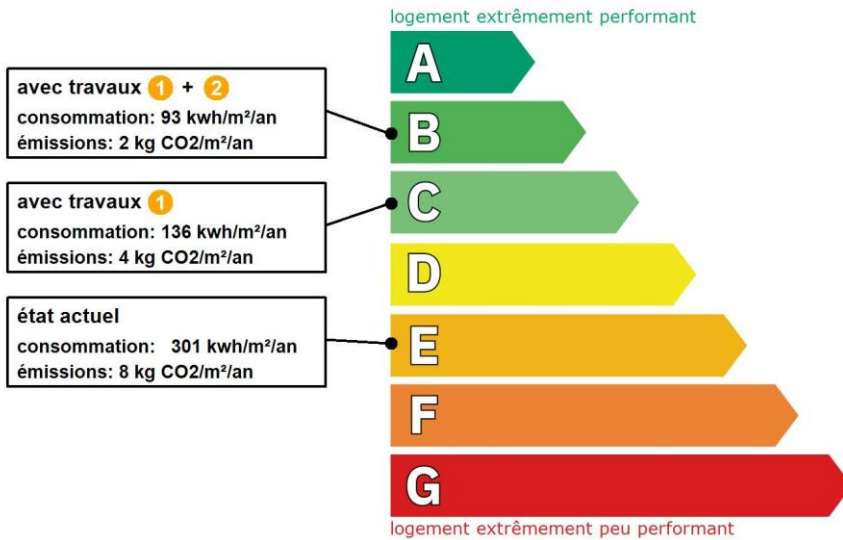 logement extrêmement performant
A
avec travaux 1 + 2
consommation: 93 kwh/m²/an
émissions: 2 kg CO2/m²/an
B
avec travaux 1
consommation: 136 kwh/m²/an
émissions: 4 kg CO2/m²/an
C
D
état actuel
consommation: 301 kwh/m²/an
émissions: 8 kg CO2/m²/an
E
F
G
logement extrêmement peu performant